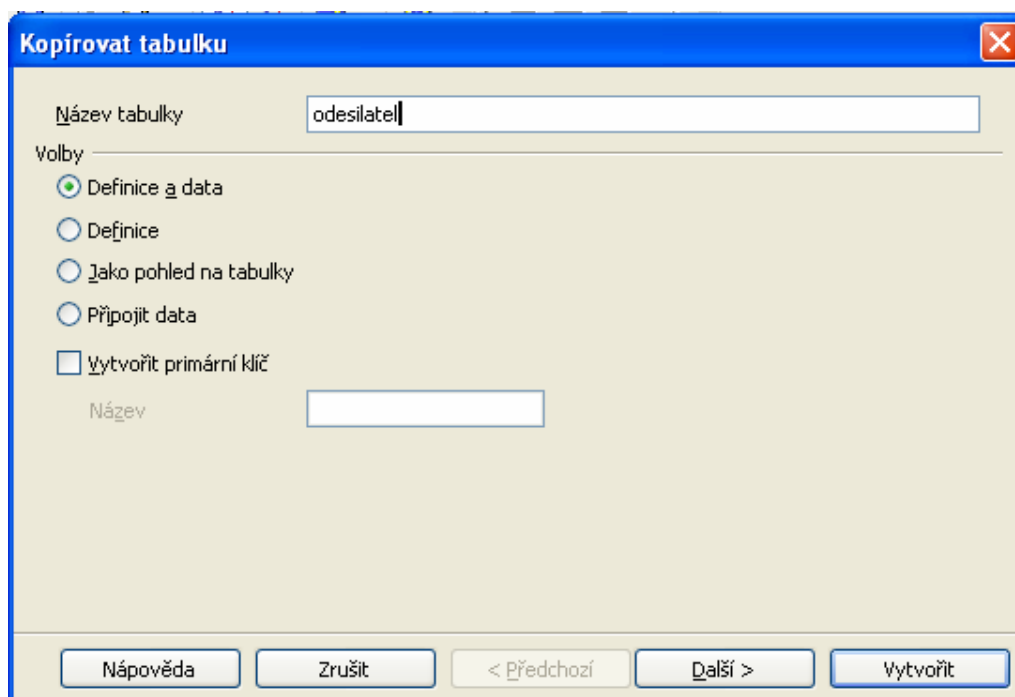 Kopírovat tabulku
Název tabulky odesilatel
Volby
Definice a data
Definice
Jako pohled na tabulky
Připojit data
Vytvořit primární klíč
Název
Nápověda Zrušit < Předchozí Další > Vytvořit